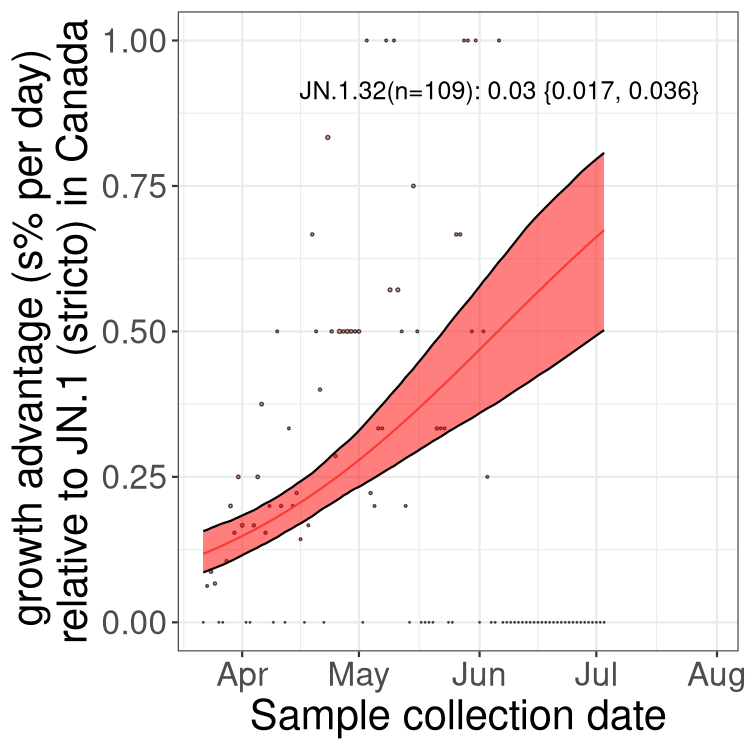 growth advantage (s% per day)
relative to JN.1 (stricto) in Canada
1.00
0.75
0.50
0.25
0.00
JN.1.32(n=109): 0.03 {0.017, 0.036}
Apr May Jun Jul Aug
Sample collection date